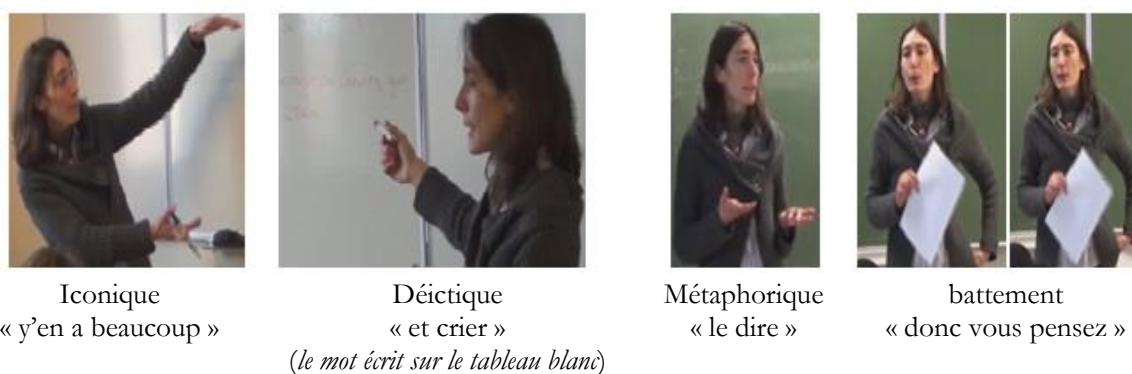 Iconique
« y'en a beaucoup »
Déictique
« et crier »
(le mot écrit sur le tableau blanc)
Métaphorique
« le dire »
battement
« donc vous pensez »